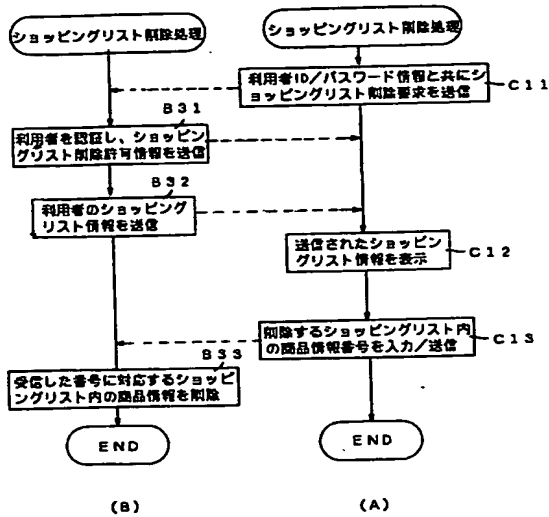 ショッピングリスト削除処理
ショッピングリスト削除処理
利用者ID/パスワード情報と共にショ
ッピングリスト削除要求を送信
C11
B31
利用者を認証し、ショッピン
グリスト削除許可情報を送信
B32
利用者のショッピング
リスト情報を送信
送信されたショッピン
グリスト情報を表示
C12
削除するショッピングリスト内
の商品情報番号を入力/送信
C13
B33
受信した番号に対応するショッピ
ングリスト内の商品情報を削除
END
END
(B)
(A)